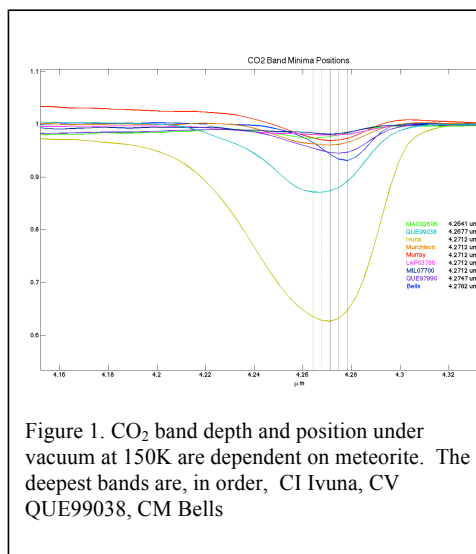 CO2 Band Minima Positions
1.1
1
0.9
0.8
0.7
0.6
MAC02606 4.2641 um
QUE99038 4.2677 um
Ivuna 4.2712 um
Murchison 4.2712 um
Murray 4.2712 um
LAP03786 4.2712 um
MIL07700 4.2712 um
QUE97990 4.2747 um
Bells 4.2782 um
4.16 4.18 4.2 4.22 4.24 4.26 4.28 4.3 4.32
μm
Figure 1. CO₂ band depth and position under
vacuum at 150K are dependent on meteorite. The
deepest bands are, in order, CI Ivuna, CV
QUE99038, CM Bells